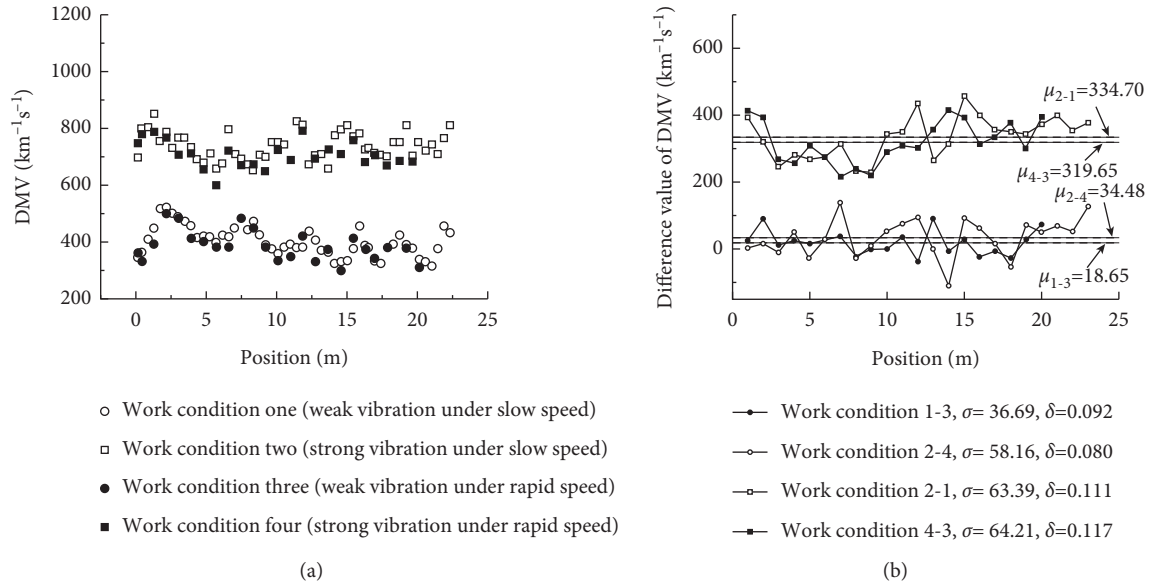 1200
1000
800
600
400
200
DMV (km⁻¹s⁻¹)
0 5 10 15 20 25
Position (m)
Work condition one (weak vibration under slow speed)
Work condition two (strong vibration under slow speed)
Work condition three (weak vibration under rapid speed)
Work condition four (strong vibration under rapid speed)
(a)
600
400
200
0
Difference value of DMV (km⁻¹s⁻¹)
μ2-1=334.70
μ4-3=319.65
μ2-4=34.48
μ1-3=18.65
0 5 10 15 20 25
Position (m)
Work condition 1-3, σ= 36.69, δ=0.092
Work condition 2-4, σ= 58.16, δ=0.080
Work condition 2-1, σ= 63.39, δ=0.111
Work condition 4-3, σ= 64.21, δ=0.117
(b)